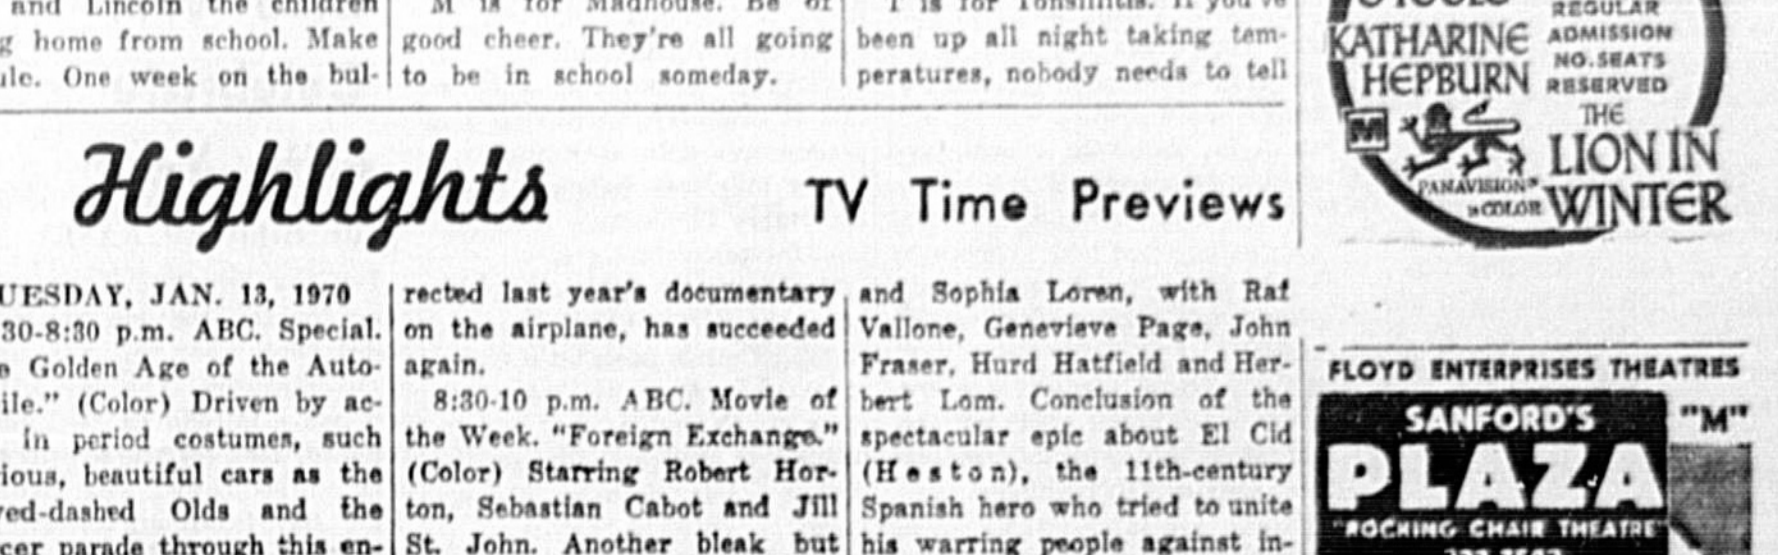 and Lincoln the children
g home from school. Make
ule. One week on the bul-
M is for Madhouse. Be of
good cheer. They're all going
to be in school someday.
T is for Tonsillitis. If you've
been up all night taking tem-
peratures, nobody needs to tell
O'TOOLE
KATHARINE
HEPBURN
REGULAR
ADMISSION
NO. SEATS
RESERVED
M
THE
LION IN
WINTER
PANAVISION®
in COLOR
Highlights
TV Time Previews
UESDAY, JAN. 13, 1970
30-8:30 p.m. ABC. Special.
e Golden Age of the Auto-
ile." (Color) Driven by ac-
in period costumes, such
ious, beautiful cars as the
ved-dashed Olds and the
cer parade through this en-
rected last year's documentary
on the airplane, has succeeded
again.
8:30-10 p.m. ABC. Movie of
the Week. "Foreign Exchange."
(Color) Starring Robert Hor-
ton, Sebastian Cabot and Jill
St. John. Another bleak but
and Sophia Loren, with Raf
Vallone, Genevieve Page, John
Fraser, Hurd Hatfield and Her-
bert Lom. Conclusion of the
spectacular epic about El Cid
(Heston), the 11th-century
Spanish hero who tried to unite
his warring people against in-
FLOYD ENTERPRISES THEATRES
SANFORD'S
PLAZA
"ROCKING CHAIR THEATRE"
"M"